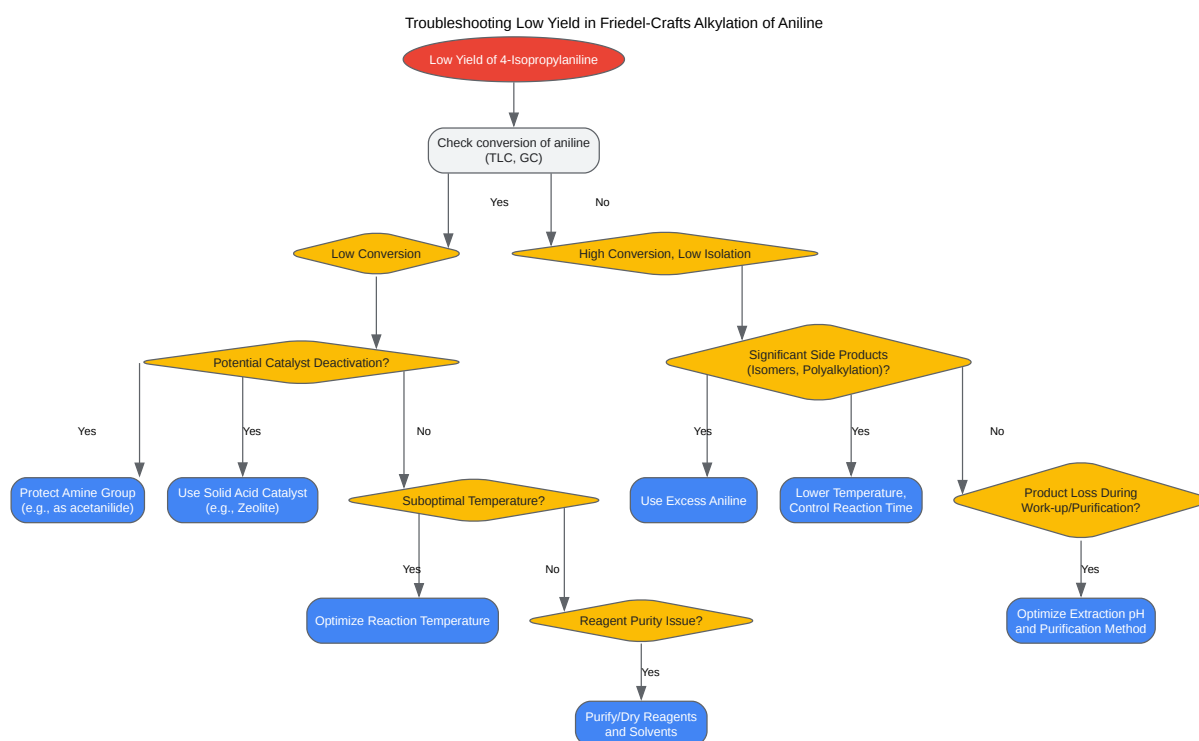 Troubleshooting Low Yield in Friedel-Crafts Alkylation of Aniline
Low Yield of 4-Isopropylaniline
Check conversion of aniline
(TLC, GC)
Yes
No
Low Conversion
High Conversion, Low Isolation
Potential Catalyst Deactivation?
Significant Side Products
(Isomers, Polyalkylation)?
Yes
Yes
No
Yes
Yes
No
Protect Amine Group
(e.g., as acetanilide)
Use Solid Acid Catalyst
(e.g., Zeolite)
Suboptimal Temperature?
Use Excess Aniline
Lower Temperature,
Control Reaction Time
Product Loss During
Work-up/Purification?
Yes
No
Yes
Optimize Reaction Temperature
Reagent Purity Issue?
Optimize Extraction pH
and Purification Method
Yes
Purify/Dry Reagents
and Solvents